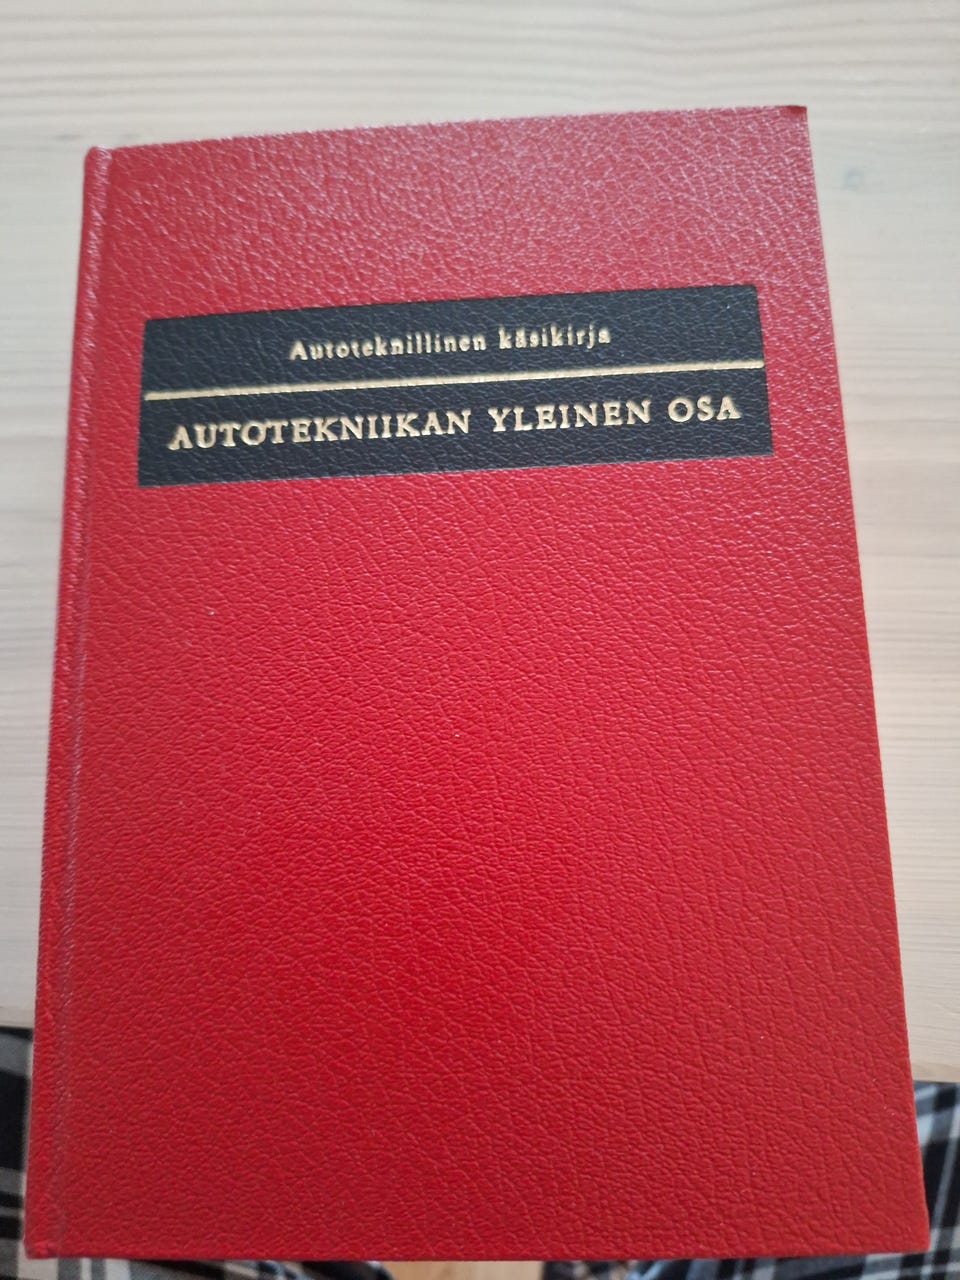 Autoteknillinen käsikirja
AUTOTEKNIIKAN YLEINEN OSA